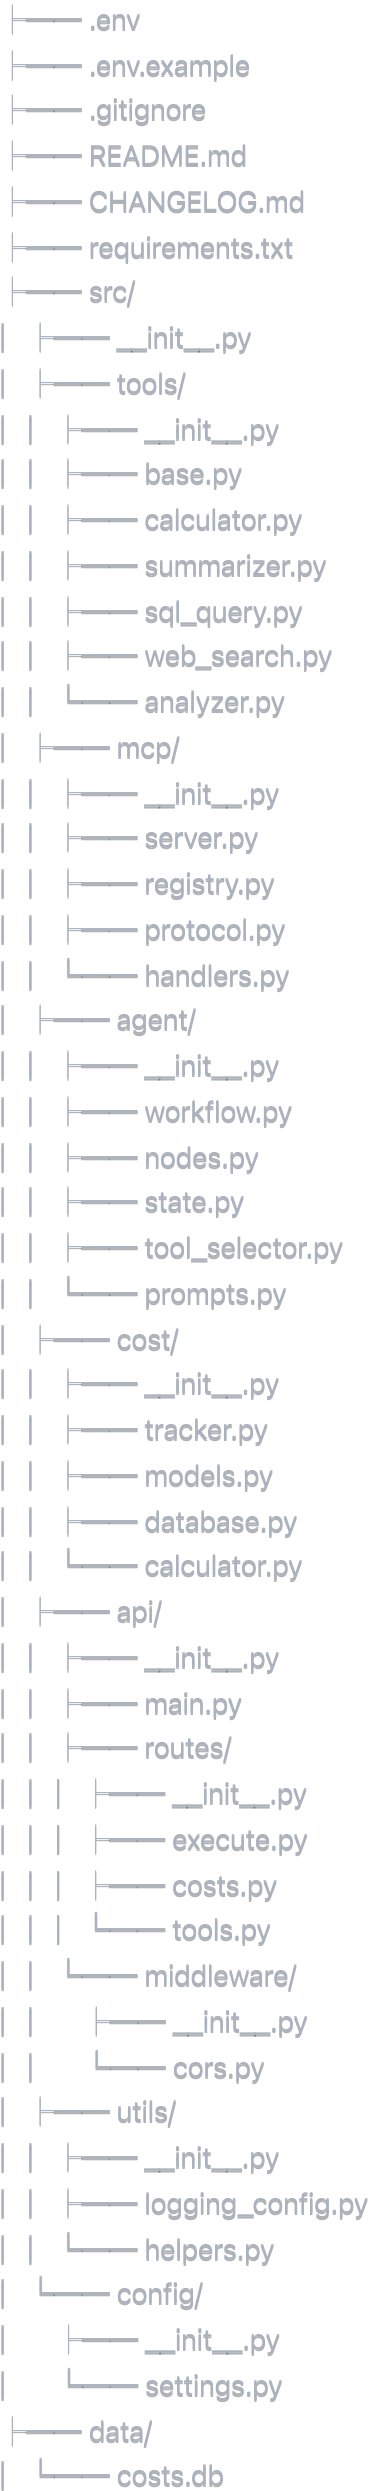 ├── .env
├── .env.example
├── .gitignore
├── README.md
├── CHANGELOG.md
├── requirements.txt
├── src/
│   ├── __init__.py
│   ├── tools/
│   │   ├── __init__.py
│   │   ├── base.py
│   │   ├── calculator.py
│   │   ├── summarizer.py
│   │   ├── sql_query.py
│   │   ├── web_search.py
│   │   └── analyzer.py
│   ├── mcp/
│   │   ├── __init__.py
│   │   ├── server.py
│   │   ├── registry.py
│   │   ├── protocol.py
│   │   └── handlers.py
│   ├── agent/
│   │   ├── __init__.py
│   │   ├── workflow.py
│   │   ├── nodes.py
│   │   ├── state.py
│   │   ├── tool_selector.py
│   │   └── prompts.py
│   ├── cost/
│   │   ├── __init__.py
│   │   ├── tracker.py
│   │   ├── models.py
│   │   ├── database.py
│   │   └── calculator.py
│   ├── api/
│   │   ├── __init__.py
│   │   ├── main.py
│   │   ├── routes/
│   │   │   ├── __init__.py
│   │   │   ├── execute.py
│   │   │   ├── costs.py
│   │   │   └── tools.py
│   │   └── middleware/
│   │       ├── __init__.py
│   │       └── cors.py
│   ├── utils/
│   │   ├── __init__.py
│   │   ├── logging_config.py
│   │   └── helpers.py
│   └── config/
│       ├── __init__.py
│       └── settings.py
├── data/
│   └── costs.db